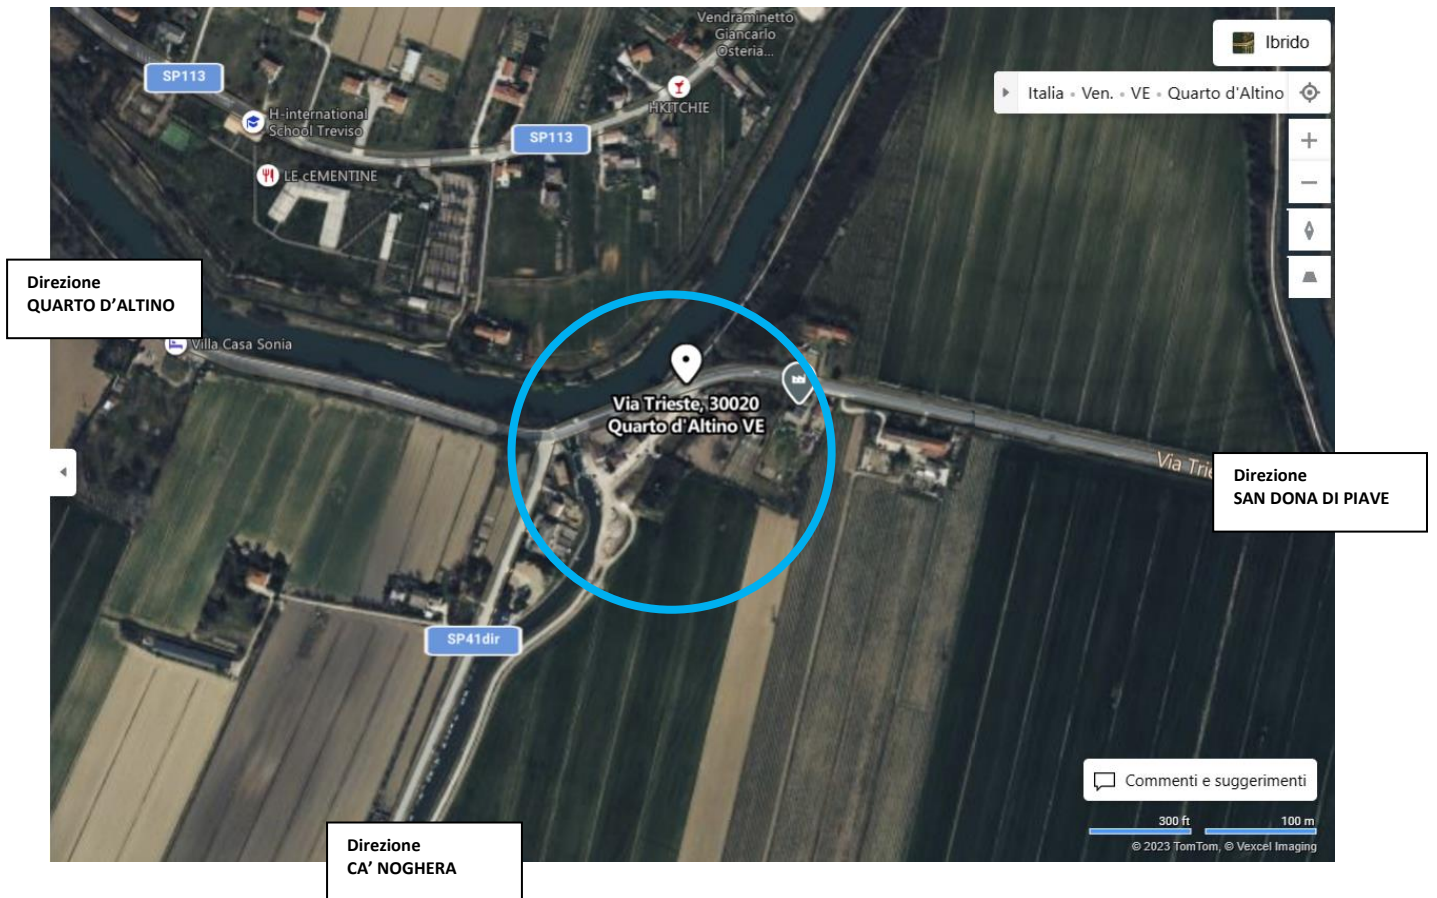 Vendraminetto
Giancarlo
Osteria...
Ibrido
SP113
Italia • Ven. • VE • Quarto d'Altino
HKITCHIE
H-international
School Treviso
SP113
LE cEMENTINE
Direzione
QUARTO D'ALTINO
Villa Casa Sonia
Via Trieste, 30020
Quarto d'Altino VE
Via Trie
Direzione
SAN DONA DI PIAVE
SP41dir
Commenti e suggerimenti
300 ft
100 m
Direzione
CA' NOGHERA
© 2023 TomTom, © Vexcel Imaging